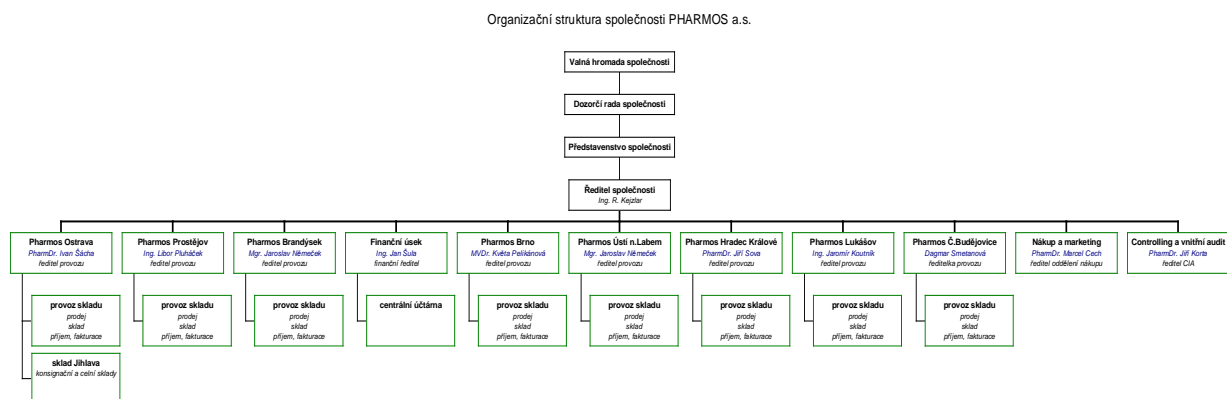 Organizační struktura společnosti PHARMOS a.s.
Valná hromada společnosti
Dozorčí rada společnosti
Představenstvo společnosti
Ředitel společnosti
Ing. R. Kejzlar
Pharmos Ostrava
PharmDr. Ivan Šácha
ředitel provozu
Pharmos Prostějov
Ing. Libor Pluháček
ředitel provozu
Pharmos Brandýsek
Mgr. Jaroslav Němeček
ředitel provozu
Finanční úsek
Ing. Jan Šula
finanční ředitel
Pharmos Brno
MVDr. Květa Pelikánová
ředitel provozu
Pharmos Ústí n.Labem
Mgr. Jaroslav Němeček
ředitel provozu
Pharmos Hradec Králové
PharmDr. Jiří Sova
ředitel provozu
Pharmos Lukášov
Ing. Jaromír Koutník
ředitel provozu
Pharmos Č.Budějovice
Dagmar Smetanová
ředitelka provozu
Nákup a marketing
PharmDr. Marcel Cech
ředitel oddělení nákupu
Controlling a vnitřní audit
PharmDr. Jiří Korta
ředitel CIA
provoz skladu
prodej
sklad
příjem, fakturace
provoz skladu
prodej
sklad
příjem, fakturace
provoz skladu
prodej
sklad
příjem, fakturace
centrální účtárna
provoz skladu
prodej
sklad
příjem, fakturace
provoz skladu
prodej
sklad
příjem, fakturace
provoz skladu
prodej
sklad
příjem, fakturace
provoz skladu
prodej
sklad
příjem, fakturace
provoz skladu
prodej
sklad
příjem, fakturace
sklad Jihlava
konsignační a celní sklady